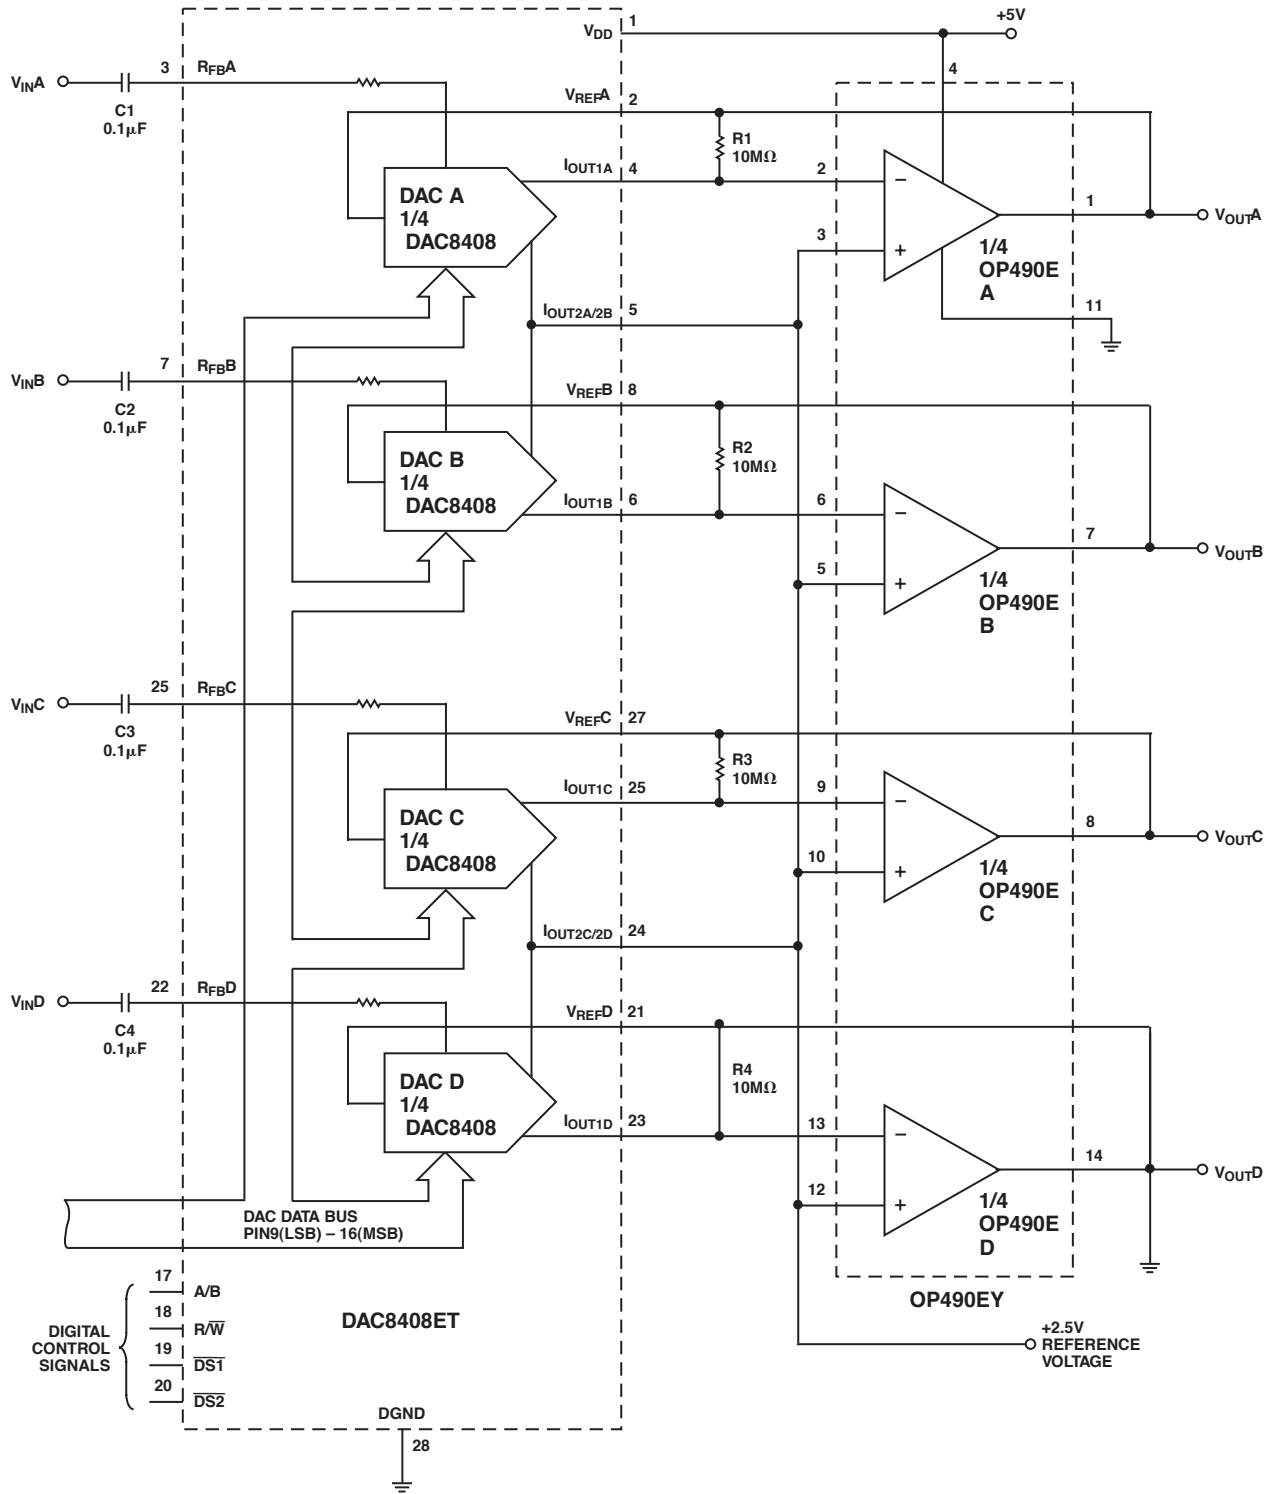 +5V
VDD 1
4
VINA
3 RFBA
C1
0.1μF
VREFA 2
R1
10MΩ
IOUT1A 4
2
−
DAC A
1/4
DAC8408
3
+
1
VOUTA
1/4
OP490E
A
11
IOUT2A/2B 5
VINB
7 RFBB
C2
0.1μF
VREFB 8
R2
10MΩ
DAC B
1/4
DAC8408
IOUT1B 6
6
−
5
+
7
VOUTB
1/4
OP490E
B
VINC
25 RFBC
C3
0.1μF
VREFC 27
R3
10MΩ
IOUT1C 25
9
−
DAC C
1/4
DAC8408
10
+
8
VOUTC
1/4
OP490E
C
IOUT2C/2D 24
VIND
22 RFBD
C4
0.1μF
VREFD 21
R4
10MΩ
DAC D
1/4
DAC8408
IOUT1D 23
13
−
12
+
14
VOUTD
1/4
OP490E
D
DAC DATA BUS
PIN9(LSB) – 16(MSB)
DIGITAL
CONTROL
SIGNALS
17 A/B
18 R/W̅
19 D̅S̅1̅
20 D̅S̅2̅
DAC8408ET
OP490EY
+2.5V
REFERENCE
VOLTAGE
DGND
28